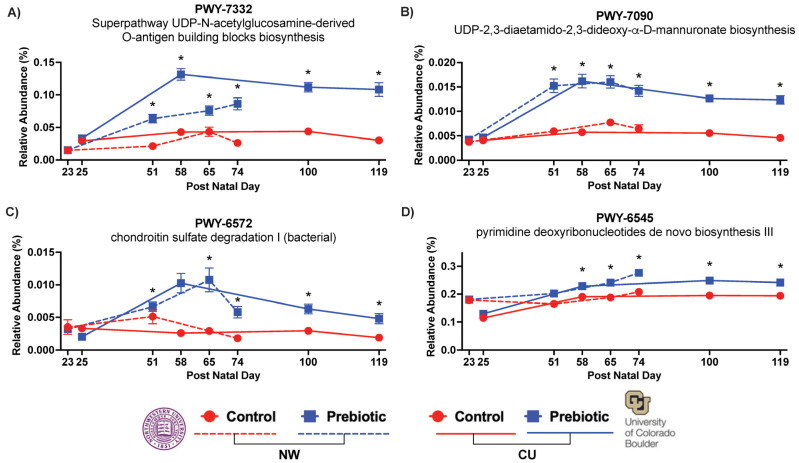 A)
PWY-7332
Superpathway UDP-N-acetylglucosamine-derived
O-antigen building blocks biosynthesis
Relative Abundance (%)
0.15
0.10
0.05
0.00
* * * * * *
23 25 51 58 65 74 100 119
Post Natal Day
B)
PWY-7090
UDP-2,3-diaetamido-2,3-dideoxy-α-D-mannuronate biosynthesis
Relative Abundance (%)
0.020
0.015
0.010
0.005
0.000
* * * * * *
23 25 51 58 65 74 100 119
Post Natal Day
C)
PWY-6572
chondroitin sulfate degradation I (bacterial)
Relative Abundance (%)
0.015
0.010
0.005
0.000
* * * * *
23 25 51 58 65 74 100 119
Post Natal Day
D)
PWY-6545
pyrimidine deoxyribonucleotides de novo biosynthesis III
Relative Abundance (%)
0.3
0.2
0.1
0.0
* * * * *
23 25 51 58 65 74 100 119
Post Natal Day
NORTHWESTERN UNIVERSITY
1851
Control Prebiotic
NW
Control Prebiotic
CU
CU
University
of Colorado
Boulder